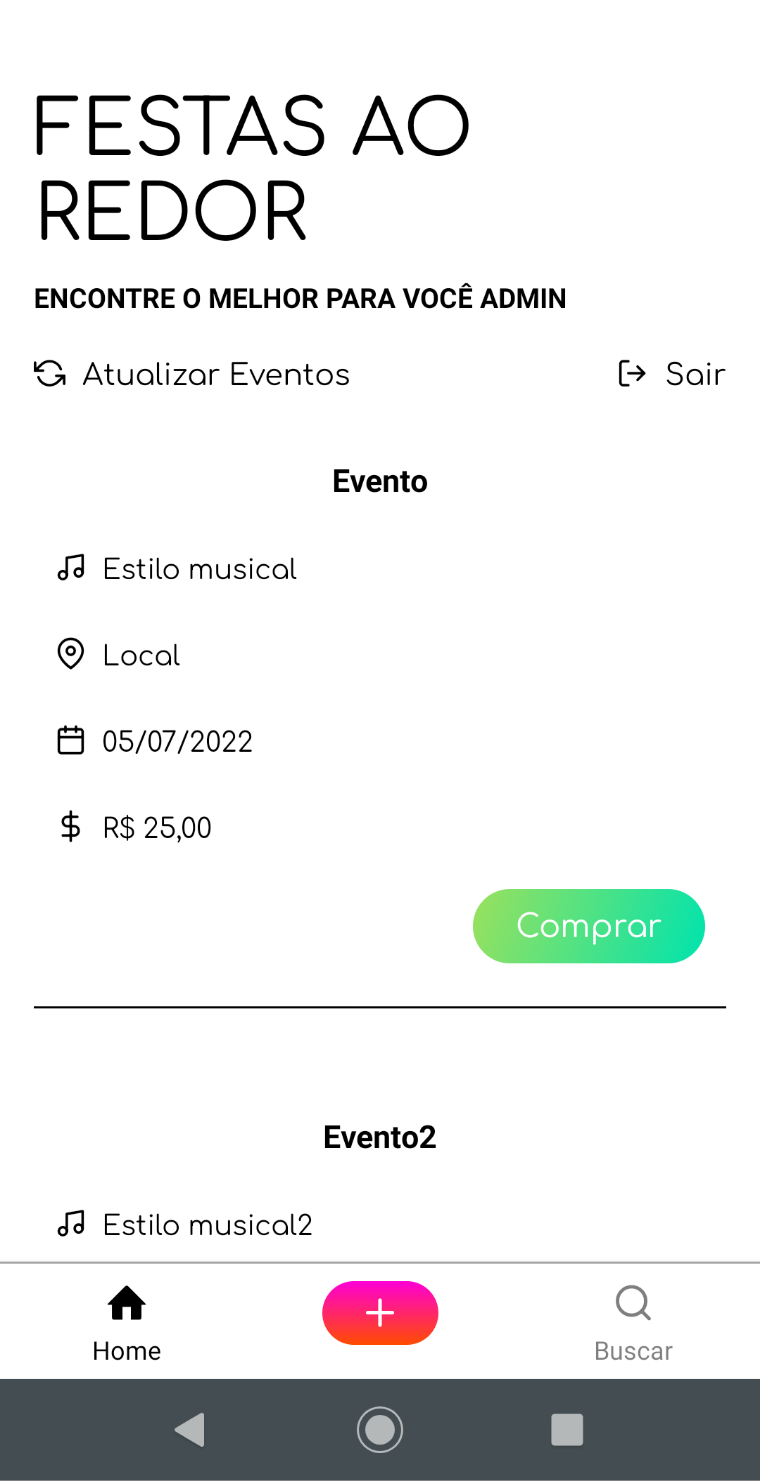 FESTAS AO
REDOR
ENCONTRE O MELHOR PARA VOCÊ ADMIN
Atualizar Eventos
Sair
Evento
Estilo musical
Local
05/07/2022
R$ 25,00
Comprar
Evento2
Estilo musical2
Home
Buscar